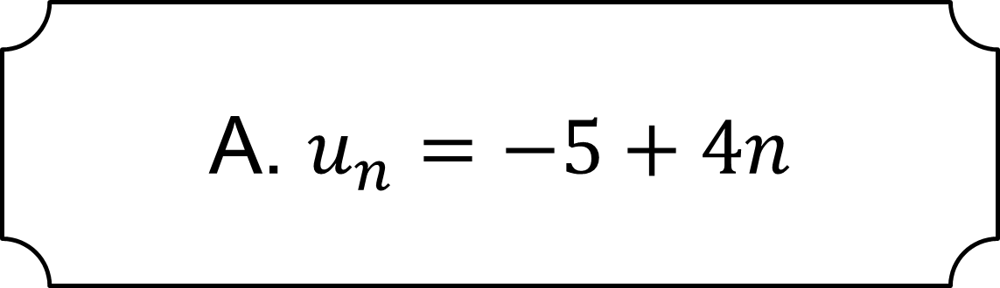 A. uₙ = −5 + 4n